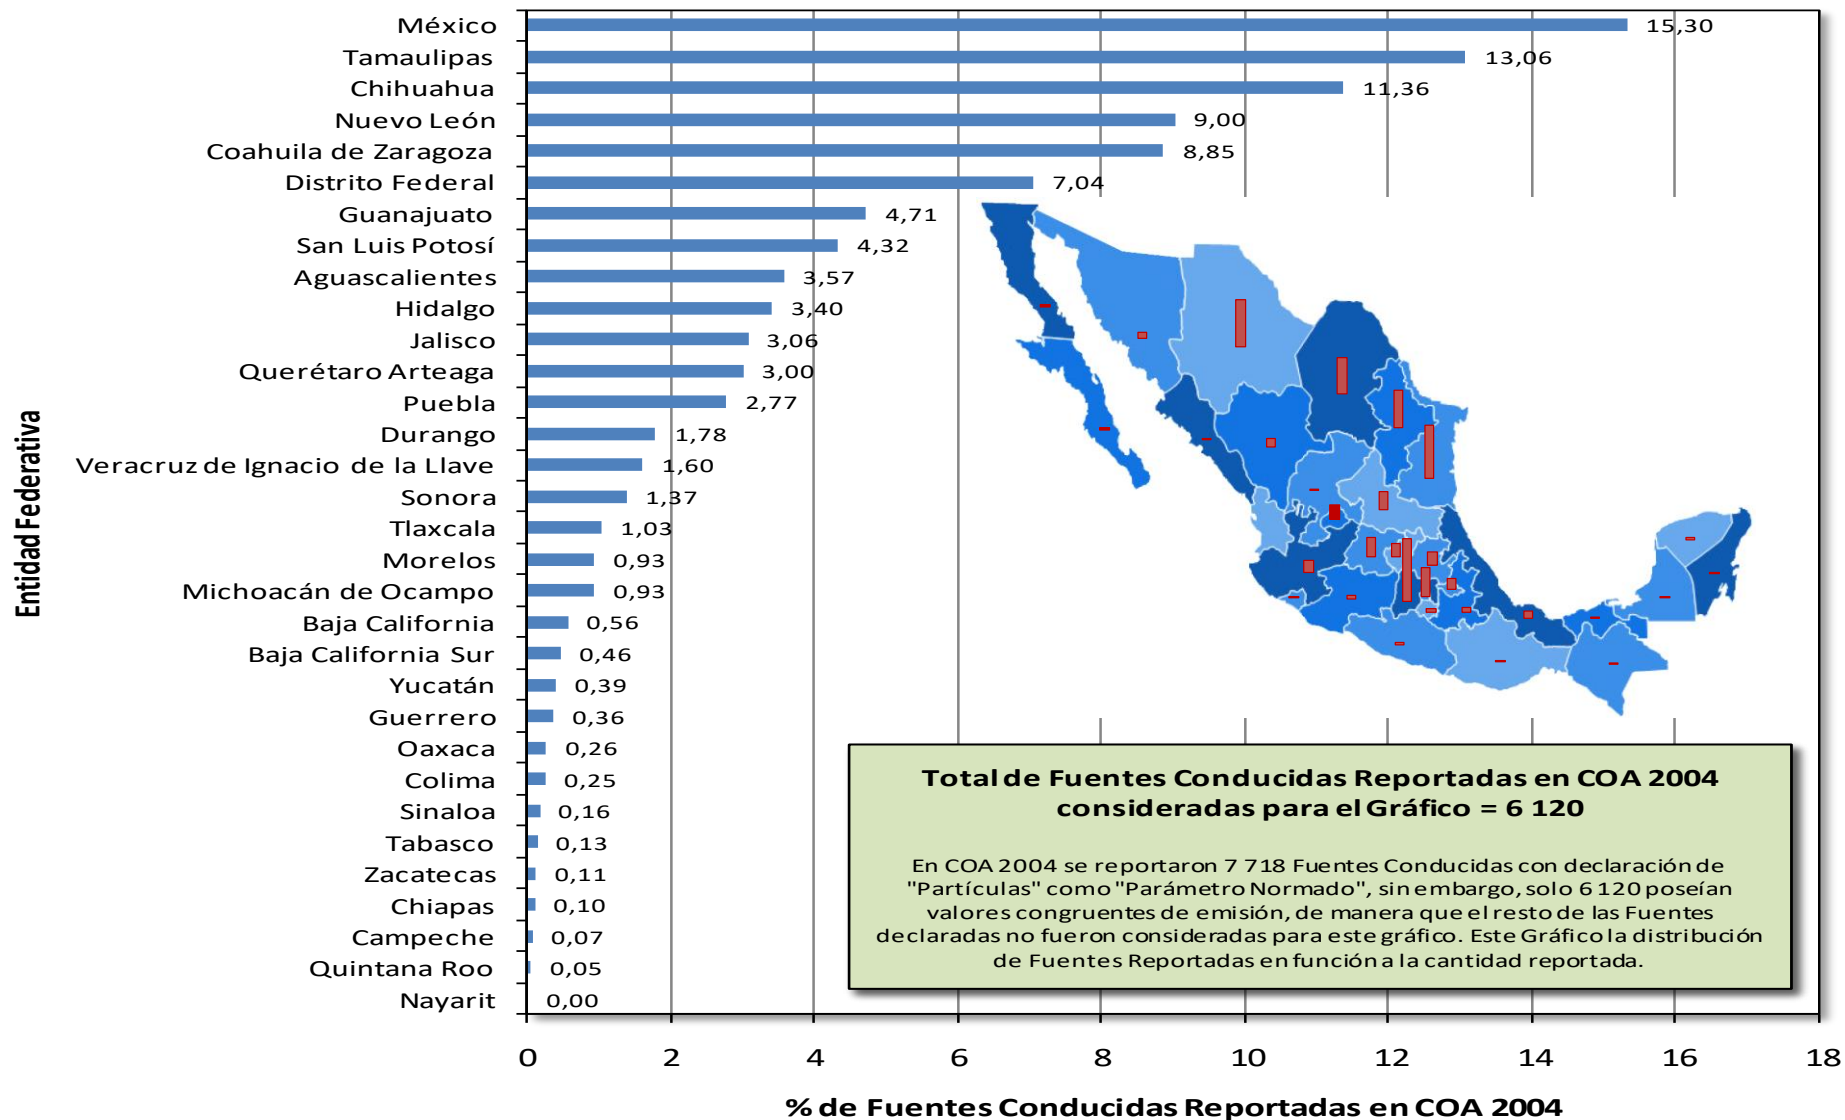 México 15,30
Tamaulipas 13,06
Chihuahua 11,36
Nuevo León 9,00
Coahuila de Zaragoza 8,85
Distrito Federal 7,04
Guanajuato 4,71
San Luis Potosí 4,32
Aguascalientes 3,57
Hidalgo 3,40
Jalisco 3,06
Querétaro Arteaga 3,00
Puebla 2,77
Durango 1,78
Veracruz de Ignacio de la Llave 1,60
Sonora 1,37
Tlaxcala 1,03
Morelos 0,93
Michoacán de Ocampo 0,93
Baja California 0,56
Baja California Sur 0,46
Yucatán 0,39
Guerrero 0,36
Oaxaca 0,26
Colima 0,25
Sinaloa 0,16
Tabasco 0,13
Zacatecas 0,11
Chiapas 0,10
Campeche 0,07
Quintana Roo 0,05
Nayarit 0,00
Entidad Federativa
Total de Fuentes Conducidas Reportadas en COA 2004
consideradas para el Gráfico = 6 120
En COA 2004 se reportaron 7 718 Fuentes Conducidas con declaración de
"Partículas" como "Parámetro Normado", sin embargo, solo 6 120 poseían
valores congruentes de emisión, de manera que el resto de las Fuentes
declaradas no fueron consideradas para este gráfico. Este Gráfico la distribución
de Fuentes Reportadas en función a la cantidad reportada.
0 2 4 6 8 10 12 14 16 18
% de Fuentes Conducidas Reportadas en COA 2004